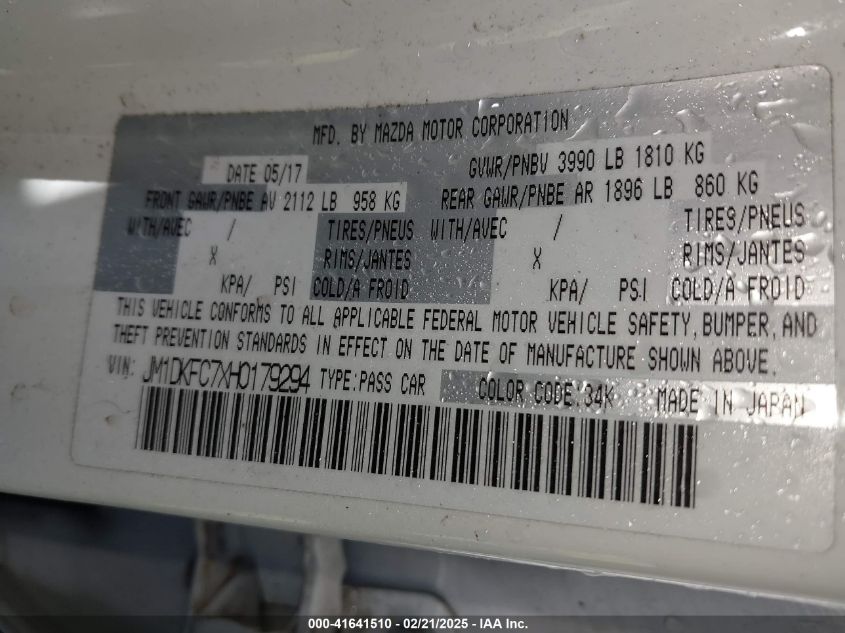 MFD. BY MAZDA MOTOR CORPORATION
DATE 05/17 GVWR/PNBV 3990 LB 1810 KG
FRONT GAWR/PNBE AV 2112 LB 958 KG REAR GAWR/PNBE AR 1896 LB 860 KG
WITH/AVEC / TIRES/PNEUS WITH/AVEC / TIRES/PNEUS
X RIMS/JANTES X RIMS/JANTES
KPA/ PSI COLD/A FROID KPA/ PSI COLD/A FROID
THIS VEHICLE CONFORMS TO ALL APPLICABLE FEDERAL MOTOR VEHICLE SAFETY, BUMPER, AND
THEFT PREVENTION STANDARDS IN EFFECT ON THE DATE OF MANUFACTURE SHOWN ABOVE.
VIN: JM1DKFC7XH0179294 TYPE:PASS CAR COLOR CODE 34K MADE IN JAPAN
000-41641510 - 02/21/2025 - IAA Inc.